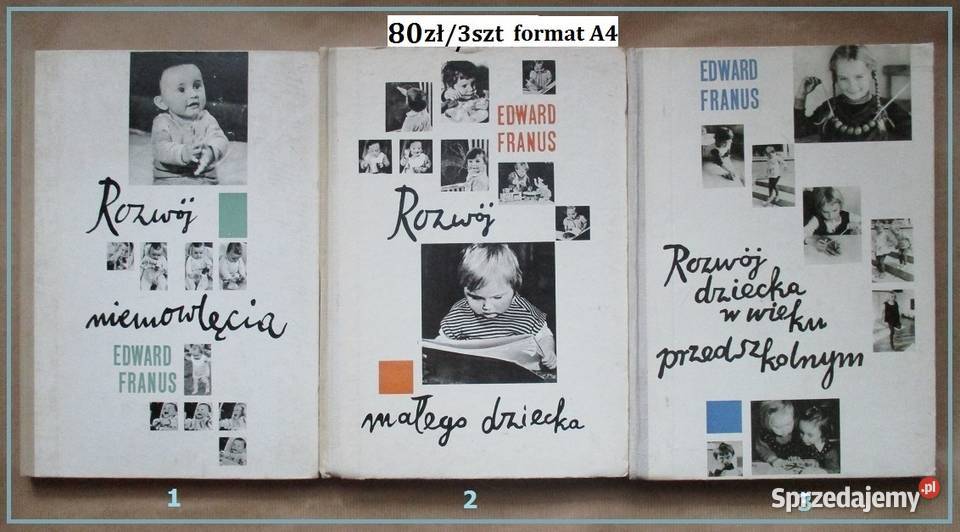 80zł/3szt format A4
Rozwój
niemowlęcia
EDWARD
FRANUS
1
EDWARD
FRANUS
Rozwój
małego dziecka
2
EDWARD
FRANUS
Rozwój
dziecka
w wieku
przedszkolnym
3
Sprzedajemy.pl